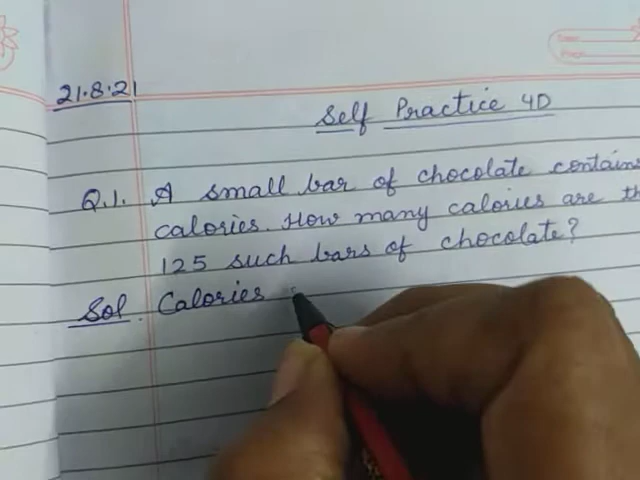 21.8.21
Self Practice 4D
Q.1. A small bar of chocolate contains
calories. How many calories are
125 such bars of chocolate?
Sol. Calories